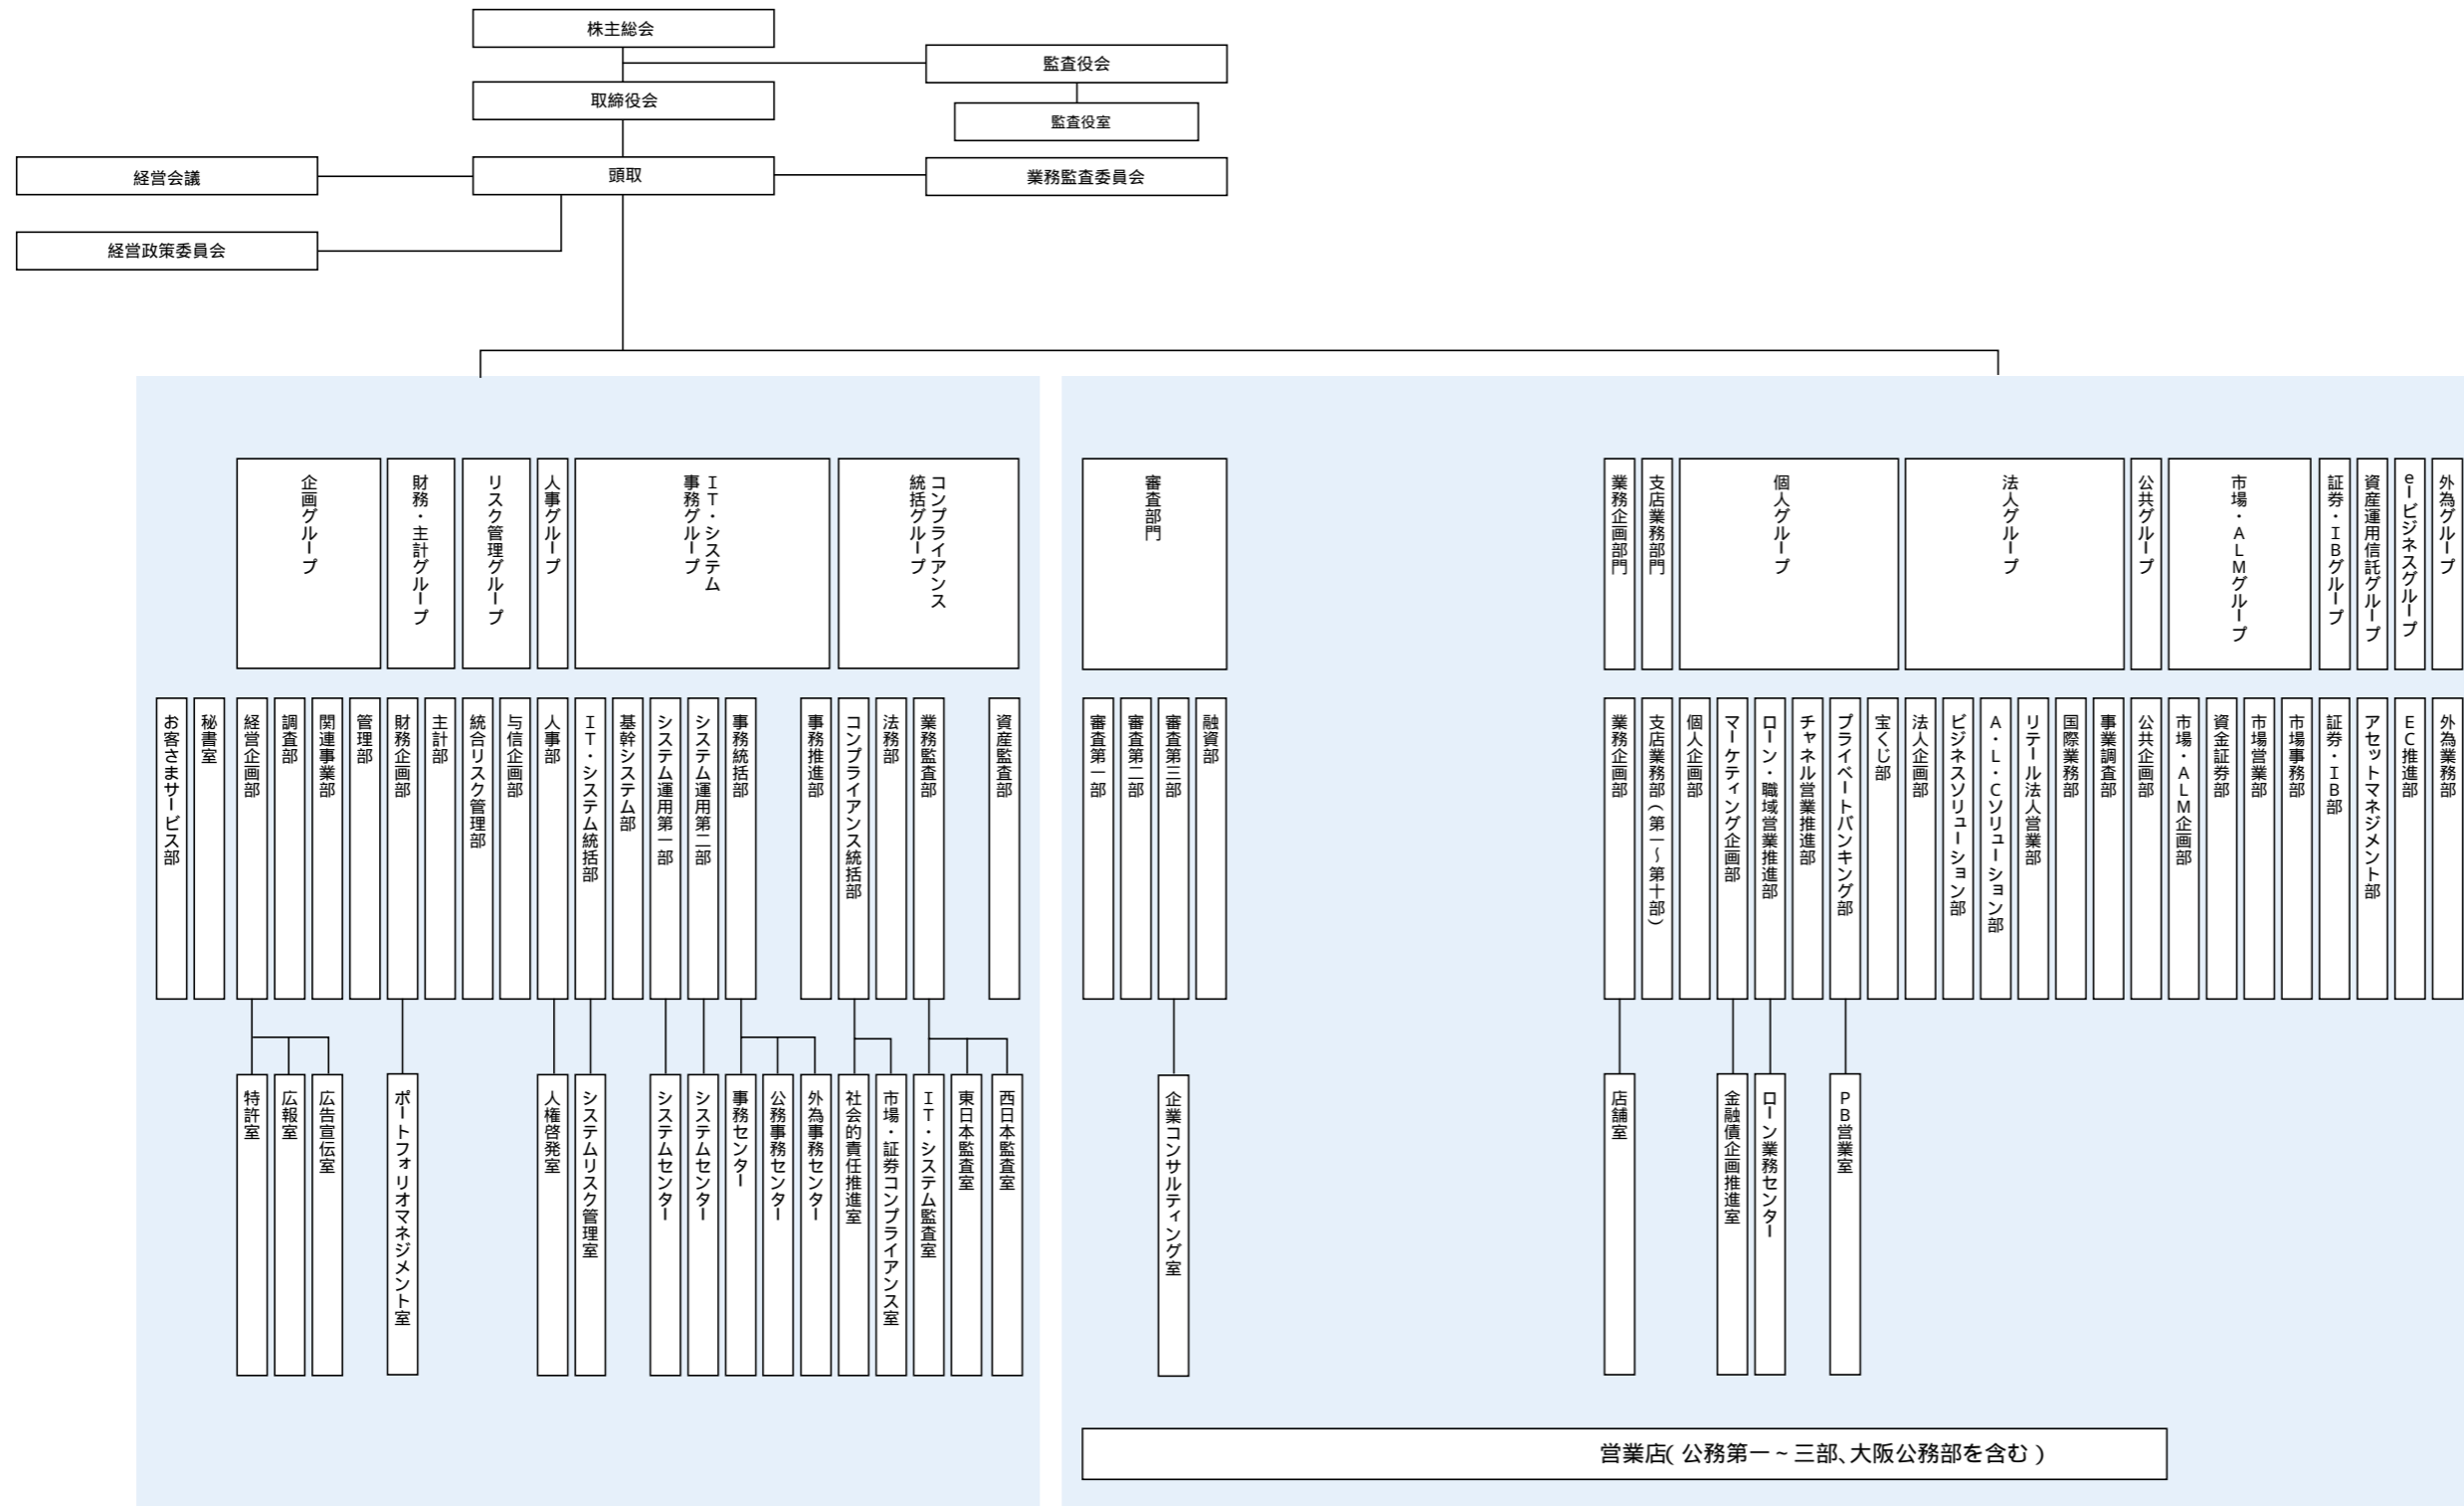 株主総会
監査役会
取締役会
監査役室
経営会議
頭取
業務監査委員会
経営政策委員会
企画グループ
財務・主計グループ
リスク管理グループ
人事グループ
IT・システム
事務グループ
コンプライアンス
統括グループ
審査部門
業務企画部門
支店業務部門
個人グループ
法人グループ
公共グループ
市場・ALMグループ
証券・IBグループ
資産運用信託グループ
eービジネスグループ
外為グループ
お客さまサービス部
秘書室
経営企画部
調査部
関連事業部
管理部
財務企画部
主計部
統合リスク管理部
与信企画部
人事部
IT・システム統括部
基幹システム部
システム運用第一部
システム運用第二部
事務統括部
事務推進部
コンプライアンス統括部
法務部
業務監査部
資産監査部
審査第一部
審査第二部
審査第三部
融資部
業務企画部
支店業務部(第一〜第十部)
個人企画部
マーケティング企画部
ローン・職域営業推進部
チャネル営業推進部
プライベートバンキング部
宝くじ部
法人企画部
ビジネスソリューション部
A・L・Cソリューション部
リテール法人営業部
国際業務部
事業調査部
公共企画部
市場・ALM企画部
資金証券部
市場営業部
市場事務部
証券・IB部
アセットマネジメント部
EC推進部
外為業務部
特許室
広報室
広告宣伝室
ポートフォリオマネジメント室
人権啓発室
システムリスク管理室
システムセンター
システムセンター
事務センター
公務事務センター
外為事務センター
社会的責任推進室
市場・証券コンプライアンス室
IT・システム監査室
東日本監査室
西日本監査室
企業コンサルティング室
店舗室
金融債企画推進室
ローン業務センター
PB営業室
営業店(公務第一~三部、大阪公務部を含む)